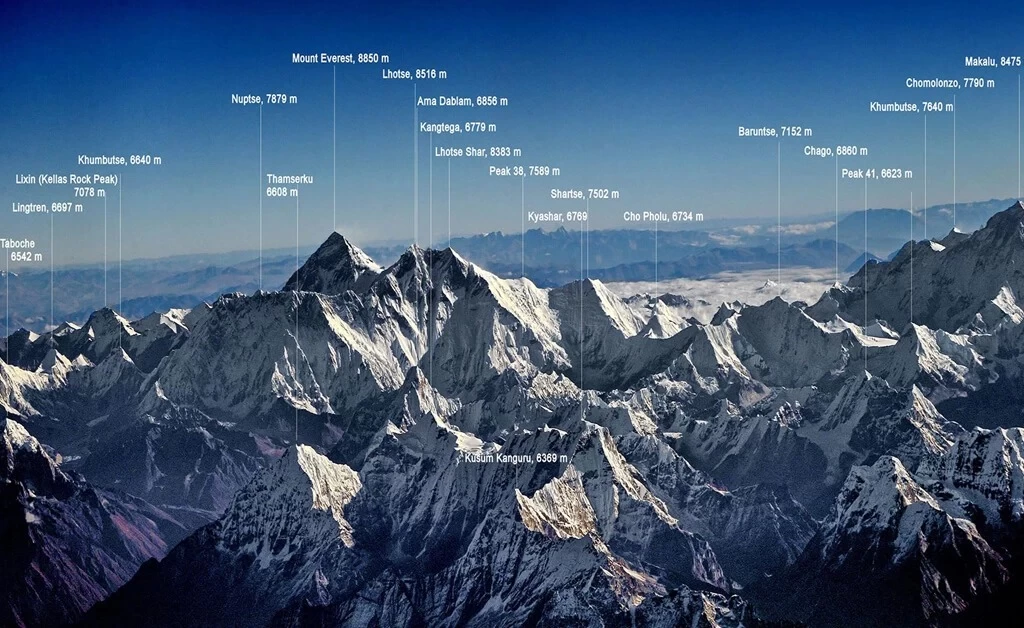 Mount Everest, 8850 m
Makalu, 8475
Lhotse, 8516 m
Chomolonzo, 7790 m
Nuptse, 7879 m
Ama Dablam, 6856 m
Khumbutse, 7640 m
Kangtega, 6779 m
Baruntse, 7152 m
Lhotse Shar, 8383 m
Chago, 6860 m
Khumbutse, 6640 m
Peak 38, 7589 m
Peak 41, 6623 m
Lixin (Kellas Rock Peak)
7078 m
Thamserku
6608 m
Shartse, 7502 m
Lingtren, 6697 m
Kyashar, 6769
Cho Pholu, 6734 m
Taboche
6542 m
Kusum Kanguru, 6369 m